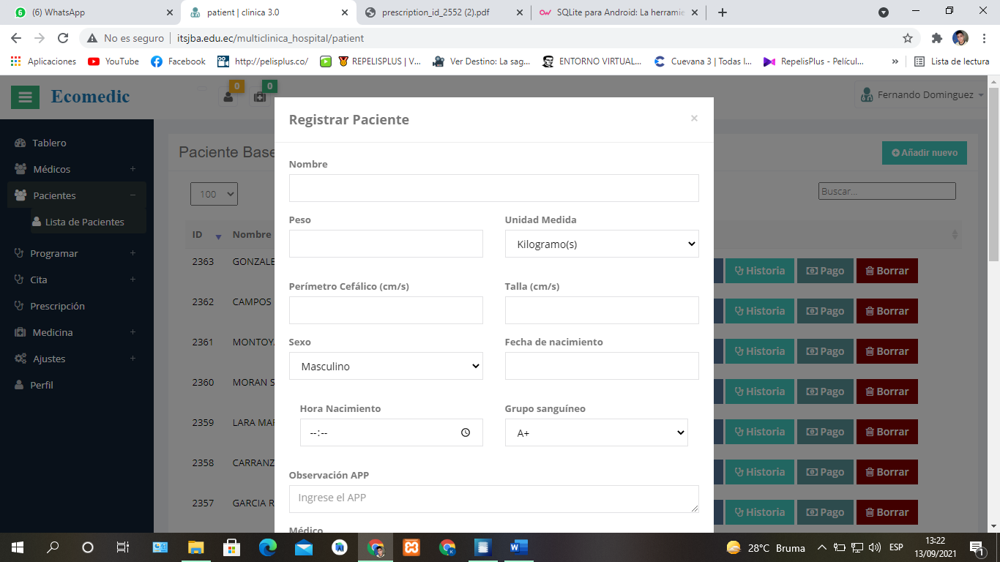 (6) WhatsApp
patient | clinica 3.0
prescription_id_2552 (2).pdf
SQLite para Android: La herramie
No es seguro | itsjba.edu.ec/multiclinica_hospital/patient
Aplicaciones YouTube Facebook http://pelisplus.co/ REPELISPLUS | V... Ver Destino: La sag... ENTORNO VIRTUAL... Cuevana 3 | Todas l... RepelisPlus - Películ... » Lista de lectura
Ecomedic 0 0 Fernando Dominguez
Tablero
Médicos +
Pacientes −
Lista de Pacientes
Programar +
Cita +
Prescripción
Medicina +
Ajustes +
Perfil
Paciente Base
Añadir nuevo
100
Buscar...
ID Nombre
2363 GONZALE Historia Pago Borrar
2362 CAMPOS Historia Pago Borrar
2361 MONTOY Historia Pago Borrar
2360 MORAN S Historia Pago Borrar
2359 LARA MAR Historia Pago Borrar
2358 CARRANZ Historia Pago Borrar
2357 GARCIA R Historia Pago Borrar
Registrar Paciente ×
Nombre
Peso Unidad Medida
Kilogramo(s)
Perímetro Cefálico (cm/s) Talla (cm/s)
Sexo Fecha de nacimiento
Masculino
Hora Nacimiento Grupo sanguíneo
--:-- A+
Observación APP
Ingrese el APP
Médico
28°C Bruma ESP
13:22
13/09/2021
1